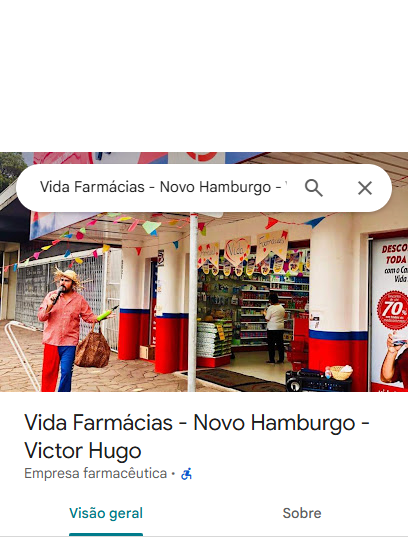 Vida Farmácias - Novo Hamburgo -
DESCO
TODA
com o Ca
Vida
70%
Vida Farmácias - Novo Hamburgo -
Victor Hugo
Empresa farmacêutica ·
Visão geral
Sobre